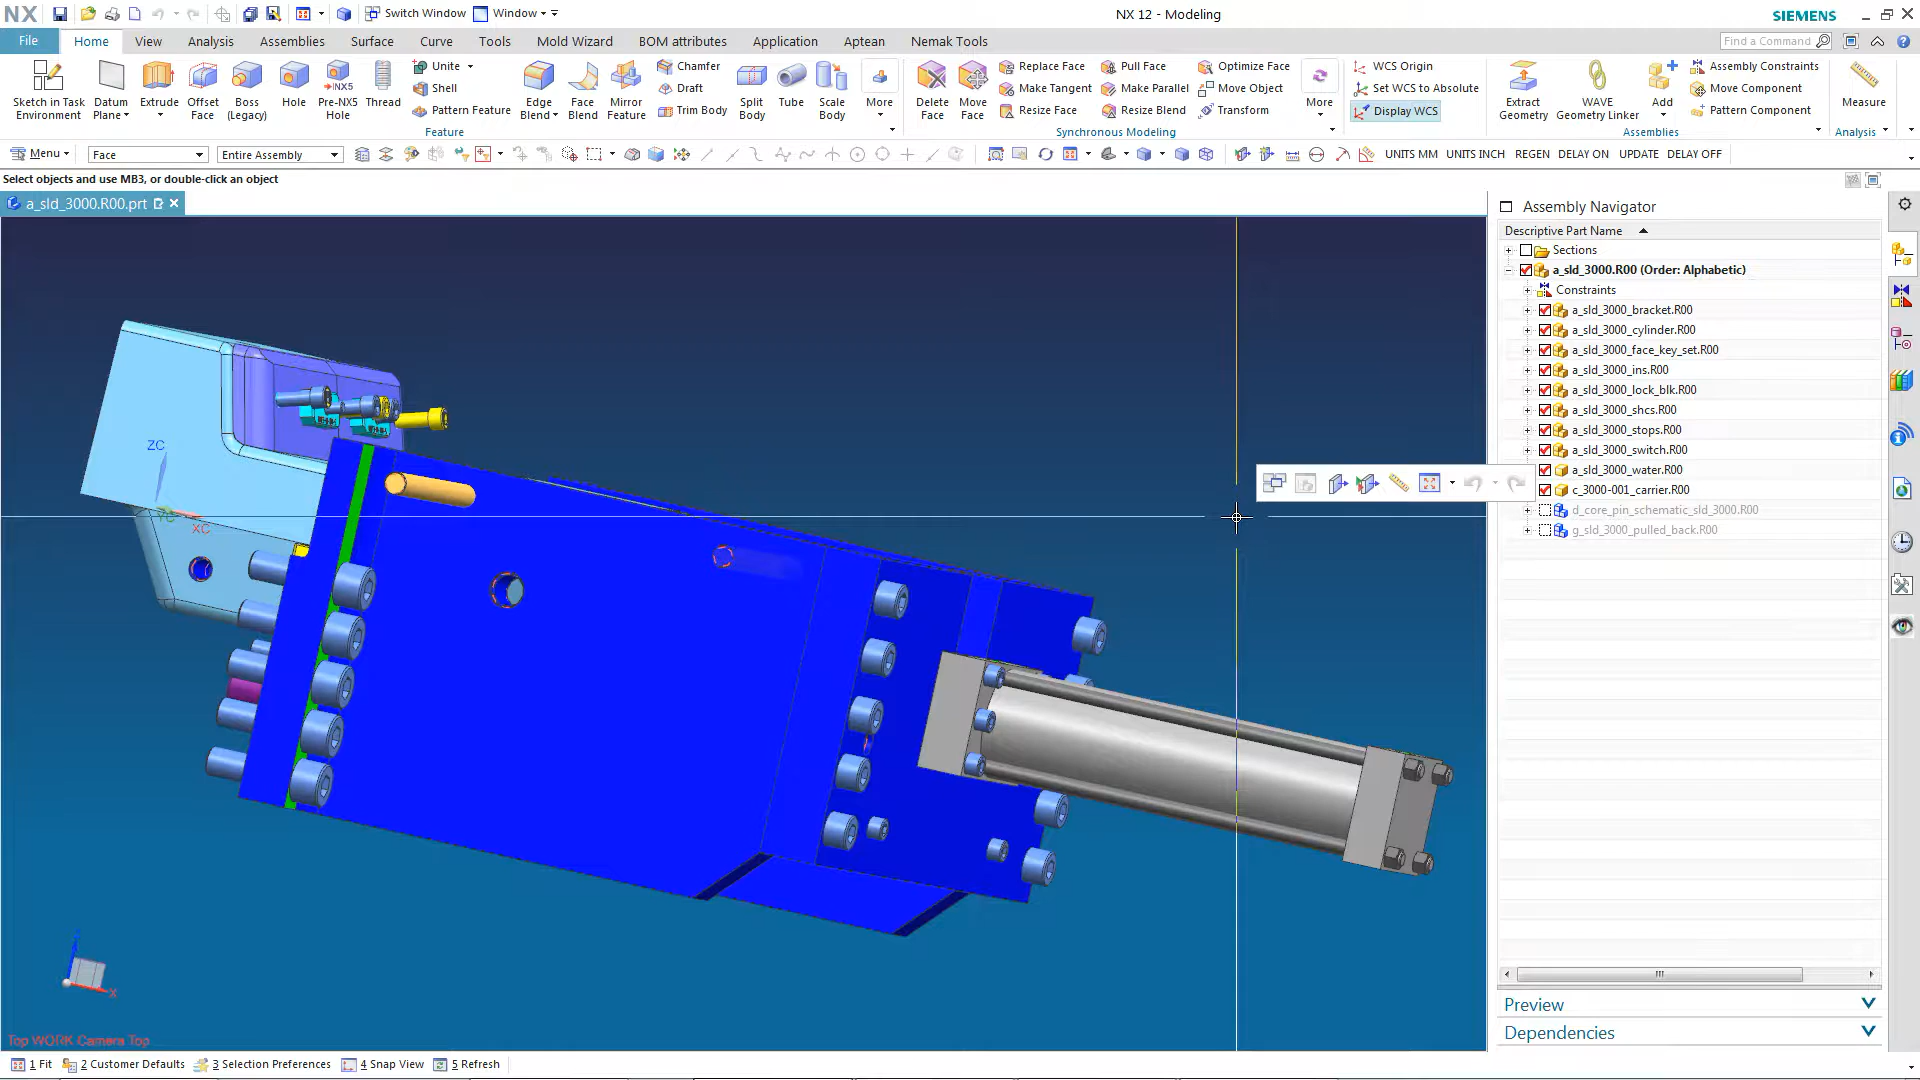 NX
Switch Window
Window
NX 12 - Modeling
SIEMENS
File
Home
View
Analysis
Assemblies
Surface
Curve
Tools
Mold Wizard
BOM attributes
Application
Aptean
Nemak Tools
Find a Command
Sketch in Task Environment
Datum Plane
Extrude
Offset Face
Boss (Legacy)
Hole
Pre-NX5 Hole
Thread
Unite
Shell
Pattern Feature
Edge Blend
Face Blend
Mirror Feature
Chamfer
Draft
Trim Body
Split Body
Tube
Scale Body
More
Feature
Delete Face
Move Face
Replace Face
Make Tangent
Resize Face
Pull Face
Make Parallel
Resize Blend
Optimize Face
Move Object
Transform
More
Synchronous Modeling
WCS Origin
Set WCS to Absolute
Display WCS
Extract Geometry
WAVE Geometry Linker
Add
Assembly Constraints
Move Component
Pattern Component
Assemblies
Measure
Analysis
Menu
Face
Entire Assembly
UNITS MM
UNITS INCH
REGEN
DELAY ON
UPDATE
DELAY OFF
Select objects and use MB3, or double-click an object
a_sld_3000.R00.prt
Assembly Navigator
Descriptive Part Name
Sections
a_sld_3000.R00 (Order: Alphabetic)
Constraints
a_sld_3000_bracket.R00
a_sld_3000_cylinder.R00
a_sld_3000_face_key_set.R00
a_sld_3000_ins.R00
a_sld_3000_lock_blk.R00
a_sld_3000_shcs.R00
a_sld_3000_stops.R00
a_sld_3000_switch.R00
a_sld_3000_water.R00
c_3000-001_carrier.R00
d_core_pin_schematic_sld_3000.R00
g_sld_3000_pulled_back.R00
ZC
YC
XC
X
Top WORK Camera Top
Preview
Dependencies
1 Fit
2 Customer Defaults
3 Selection Preferences
4 Snap View
5 Refresh